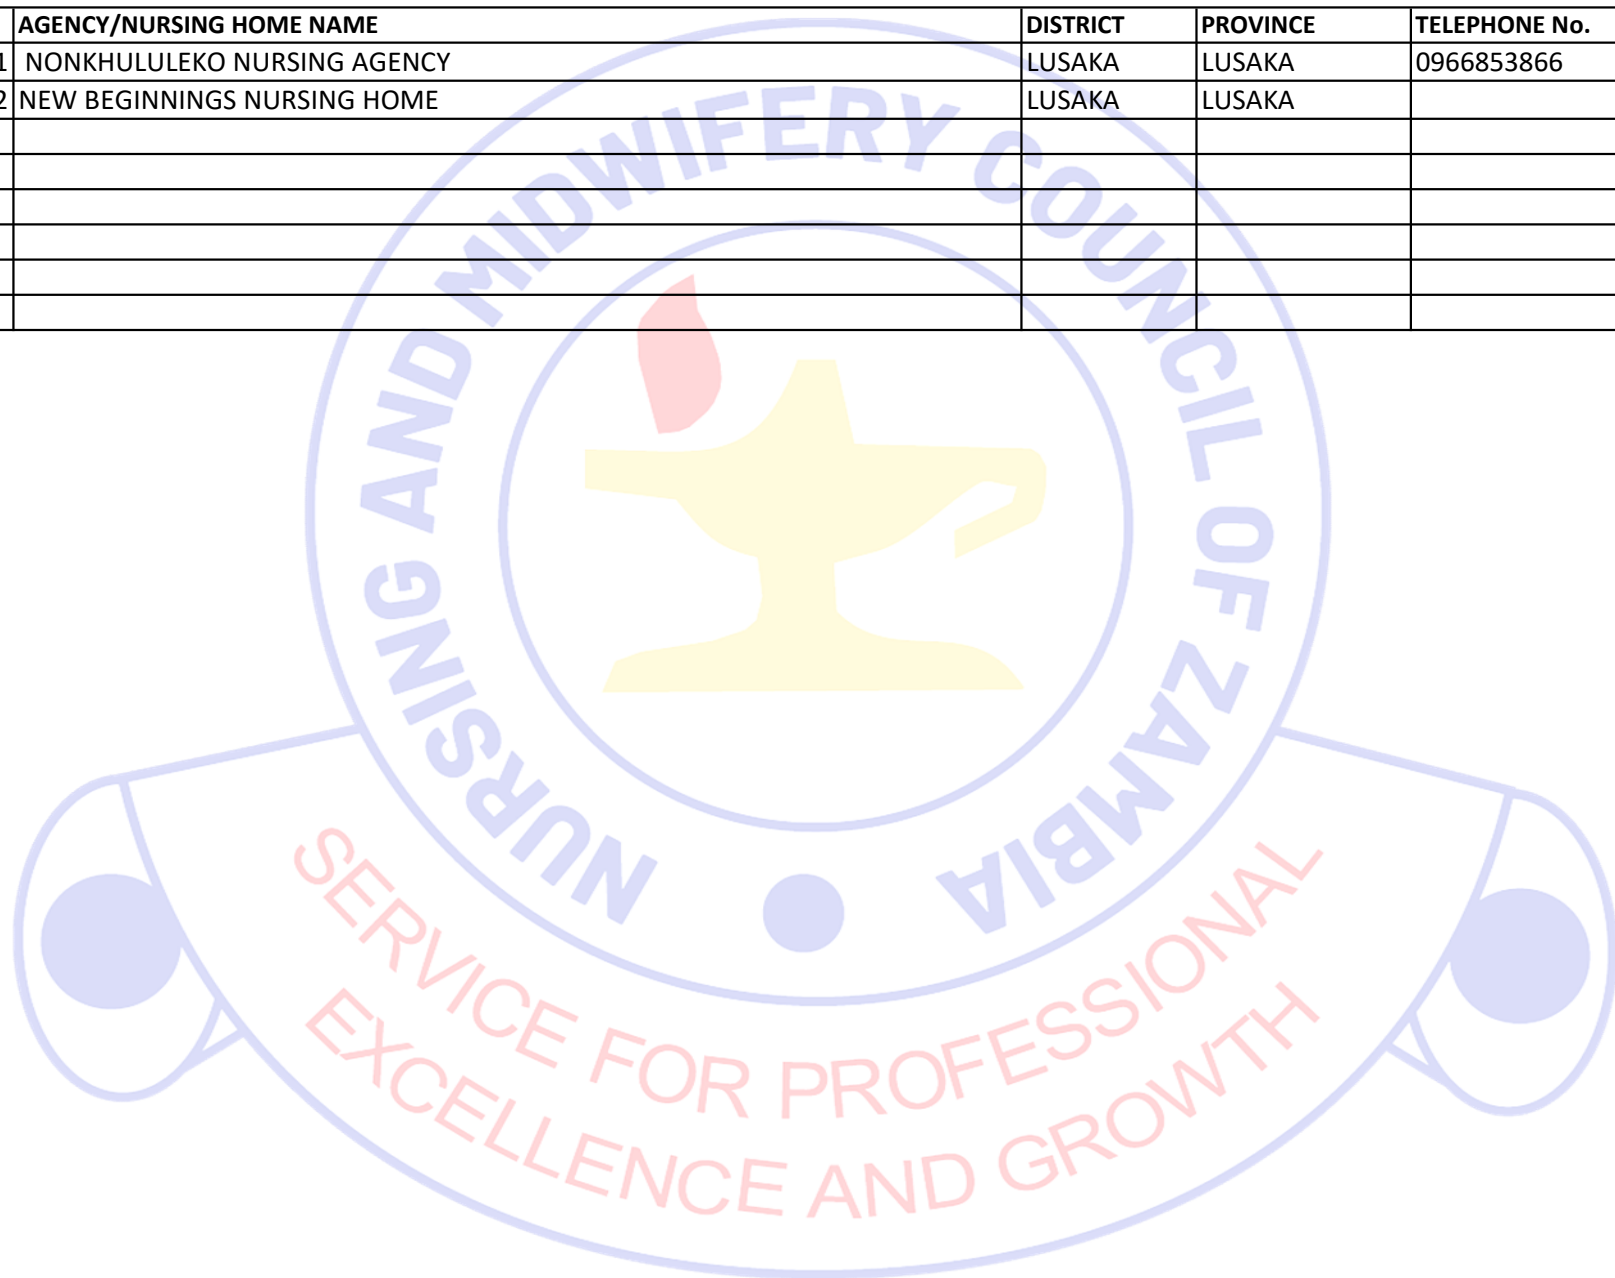 AGENCY/NURSING HOME NAME DISTRICT PROVINCE TELEPHONE No.
1 NONKHULULEKO NURSING AGENCY LUSAKA LUSAKA 0966853866
2 NEW BEGINNINGS NURSING HOME LUSAKA LUSAKA
NURSING AND MIDWIFERY COUNCIL OF ZAMBIA
SERVICE FOR PROFESSIONAL
EXCELLENCE AND GROWTH